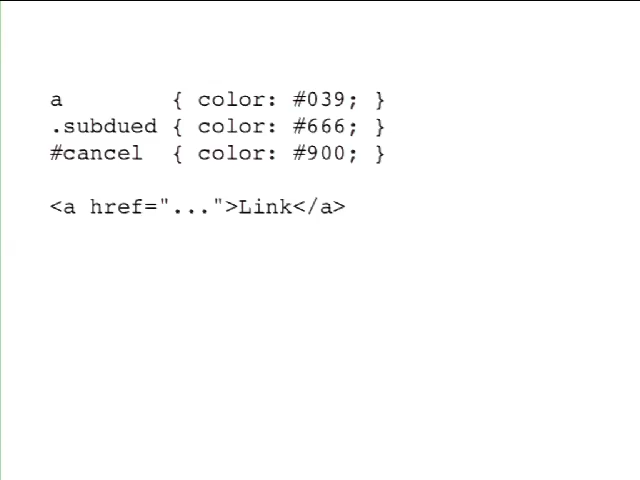 a        { color: #039; }
.subdued { color: #666; }
#cancel  { color: #900; }
<a href="...">Link</a>